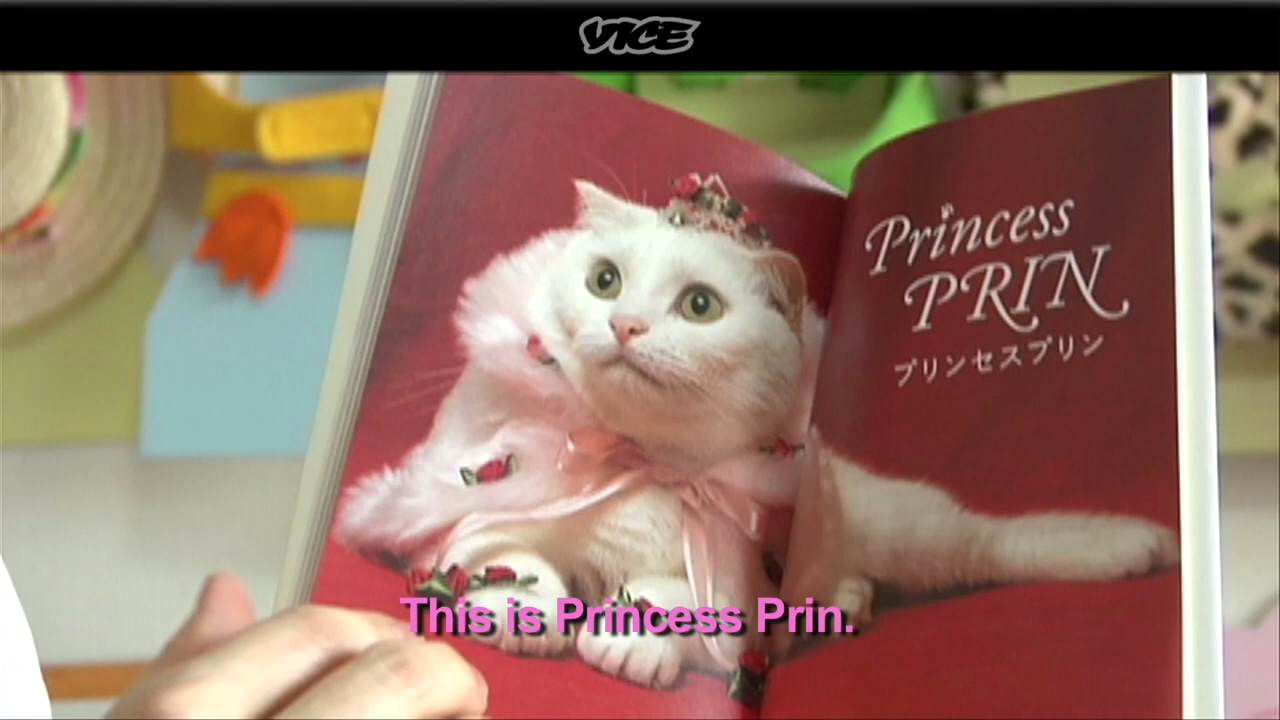 VICE
Princess
PRIN
プリンセスプリン
This is Princess Prin.